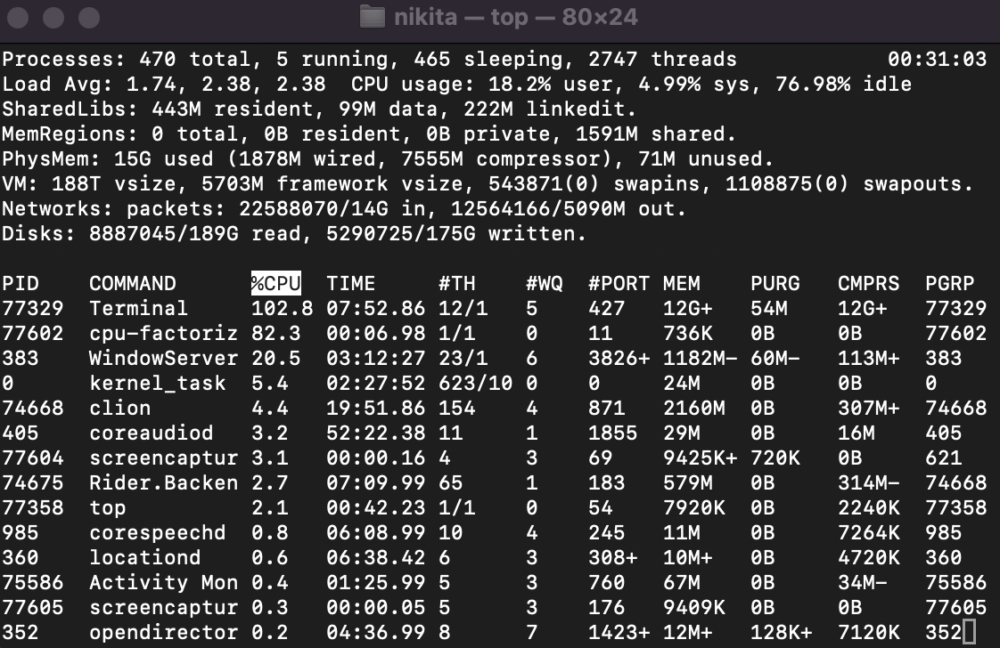 nikita — top — 80×24
Processes: 470 total, 5 running, 465 sleeping, 2747 threads 00:31:03
Load Avg: 1.74, 2.38, 2.38 CPU usage: 18.2% user, 4.99% sys, 76.98% idle
SharedLibs: 443M resident, 99M data, 222M linkedit.
MemRegions: 0 total, 0B resident, 0B private, 1591M shared.
PhysMem: 15G used (1878M wired, 7555M compressor), 71M unused.
VM: 188T vsize, 5703M framework vsize, 543871(0) swapins, 1108875(0) swapouts.
Networks: packets: 22588070/14G in, 12564166/5090M out.
Disks: 8887045/189G read, 5290725/175G written.
PID COMMAND %CPU TIME #TH #WQ #PORT MEM PURG CMPRS PGRP
77329 Terminal 102.8 07:52.86 12/1 5 427 12G+ 54M 12G+ 77329
77602 cpu-factoriz 82.3 00:06.98 1/1 0 11 736K 0B 0B 77602
383 WindowServer 20.5 03:12:27 23/1 6 3826+ 1182M- 60M- 113M+ 383
0 kernel_task 5.4 02:27:52 623/10 0 0 24M 0B 0B 0
74668 clion 4.4 19:51.86 154 4 871 2160M 0B 307M+ 74668
405 coreaudiod 3.2 52:22.38 11 1 1855 29M 0B 16M 405
77604 screencaptur 3.1 00:00.16 4 3 69 9425K+ 720K 0B 621
74675 Rider.Backen 2.7 07:09.99 65 1 183 579M 0B 314M- 74668
77358 top 2.1 00:42.23 1/1 0 54 7920K 0B 2240K 77358
985 corespeechd 0.8 06:08.99 10 4 245 11M 0B 7264K 985
360 locationd 0.6 06:38.42 6 3 308+ 10M+ 0B 4720K 360
75586 Activity Mon 0.4 01:25.99 5 3 760 67M 0B 34M- 75586
77605 screencaptur 0.3 00:00.05 5 3 176 9409K 0B 0B 77605
352 opendirector 0.2 04:36.99 8 7 1423+ 12M+ 128K+ 7120K 352